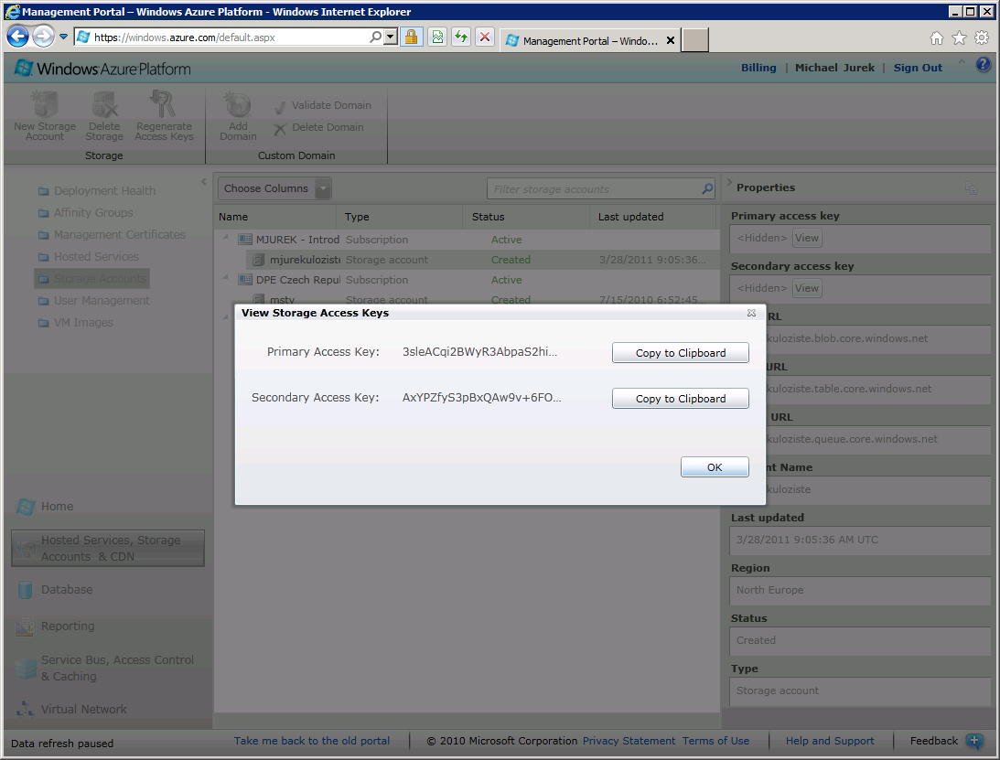 Management Portal – Windows Azure Platform - Windows Internet Explorer
https://windows.azure.com/default.aspx
Management Portal – Windo...
Windows Azure Platform
Billing | Michael Jurek | Sign Out
New Storage Account
Delete Storage
Regenerate Access Keys
Storage
Add Domain
Validate Domain
Delete Domain
Custom Domain
Deployment Health
Affinity Groups
Management Certificates
Hosted Services
Storage Accounts
User Management
VM Images
Home
Hosted Services, Storage
Accounts & CDN
Database
Reporting
Service Bus, Access Control
& Caching
Virtual Network
Choose Columns
Filter storage accounts
Name Type Status Last updated
MJUREK - Introd Subscription Active
mjurekuloziste Storage account Created 3/28/2011 9:05:36...
DPE Czech Repul Subscription Active
mstv Storage account Created 7/15/2010 6:52:45...
View Storage Access Keys
Primary Access Key: 3sleACqi2BWyR3AbpaS2hi... Copy to Clipboard
Secondary Access Key: AxYPZfyS3pBxQAw9v+6FO... Copy to Clipboard
OK
Properties
Primary access key
<Hidden> View
Secondary access key
<Hidden> View
RL
kuloziste.blob.core.windows.net
URL
kuloziste.table.core.windows.net
URL
kuloziste.queue.core.windows.net
nt Name
kuloziste
Last updated
3/28/2011 9:05:36 AM UTC
Region
North Europe
Status
Created
Type
Storage account
Data refresh paused
Take me back to the old portal
© 2010 Microsoft Corporation Privacy Statement Terms of Use
Help and Support
Feedback